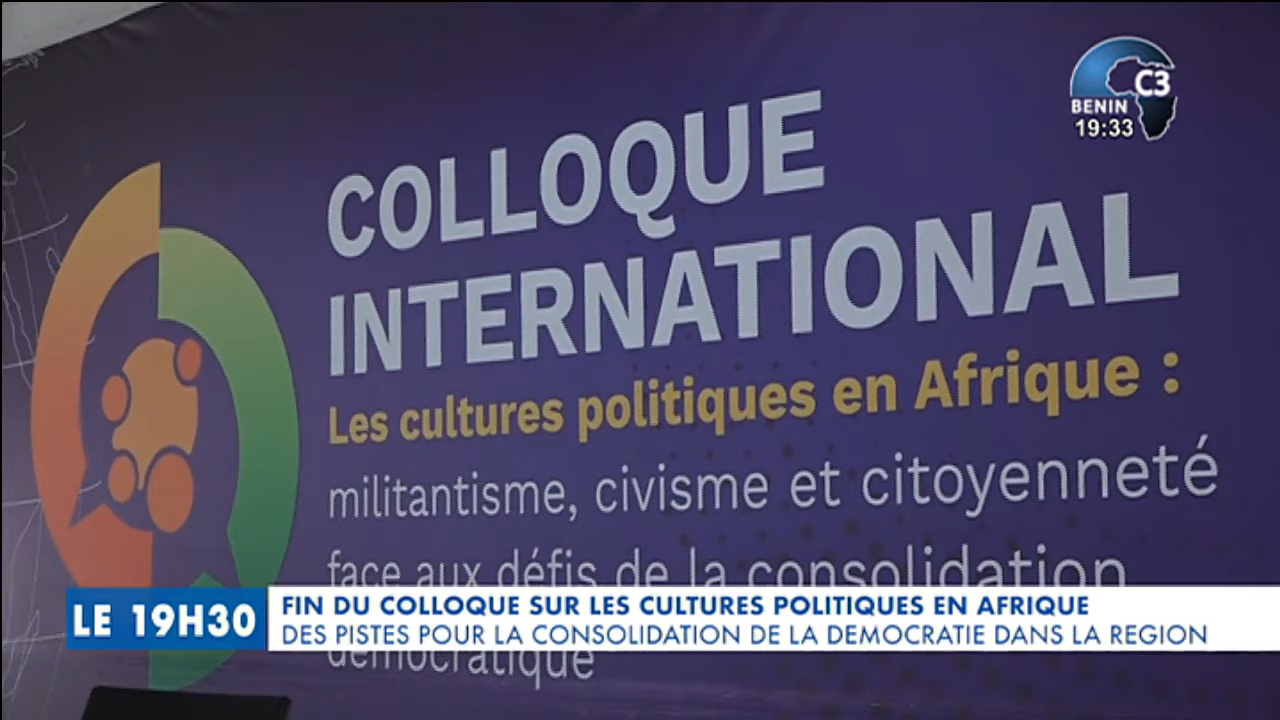 C3
BENIN
19:33
COLLOQUE
INTERNATIONAL
Les cultures politiques en Afrique :
militantisme, civisme et citoyenneté
face aux défis de la consolidation
démocratique
LE 19H30
FIN DU COLLOQUE SUR LES CULTURES POLITIQUES EN AFRIQUE
DES PISTES POUR LA CONSOLIDATION DE LA DEMOCRATIE DANS LA REGION